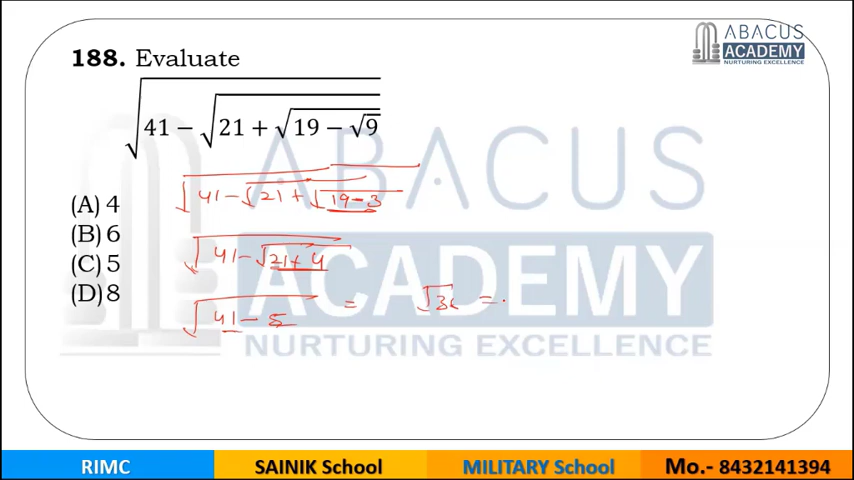 ABACUS
ACADEMY
NURTURING EXCELLENCE
188. Evaluate
√(41 − √(21 + √(19 − √9)))
√(41 − √(21 + √(19 − 3)))
(A) 4
(B) 6
(C) 5
(D) 8
√(41 − √(21 + 4))
√(41 − 5) = √36 =
ABACUS
ACADEMY
NURTURING EXCELLENCE
RIMC
SAINIK School
MILITARY School
Mo.- 8432141394